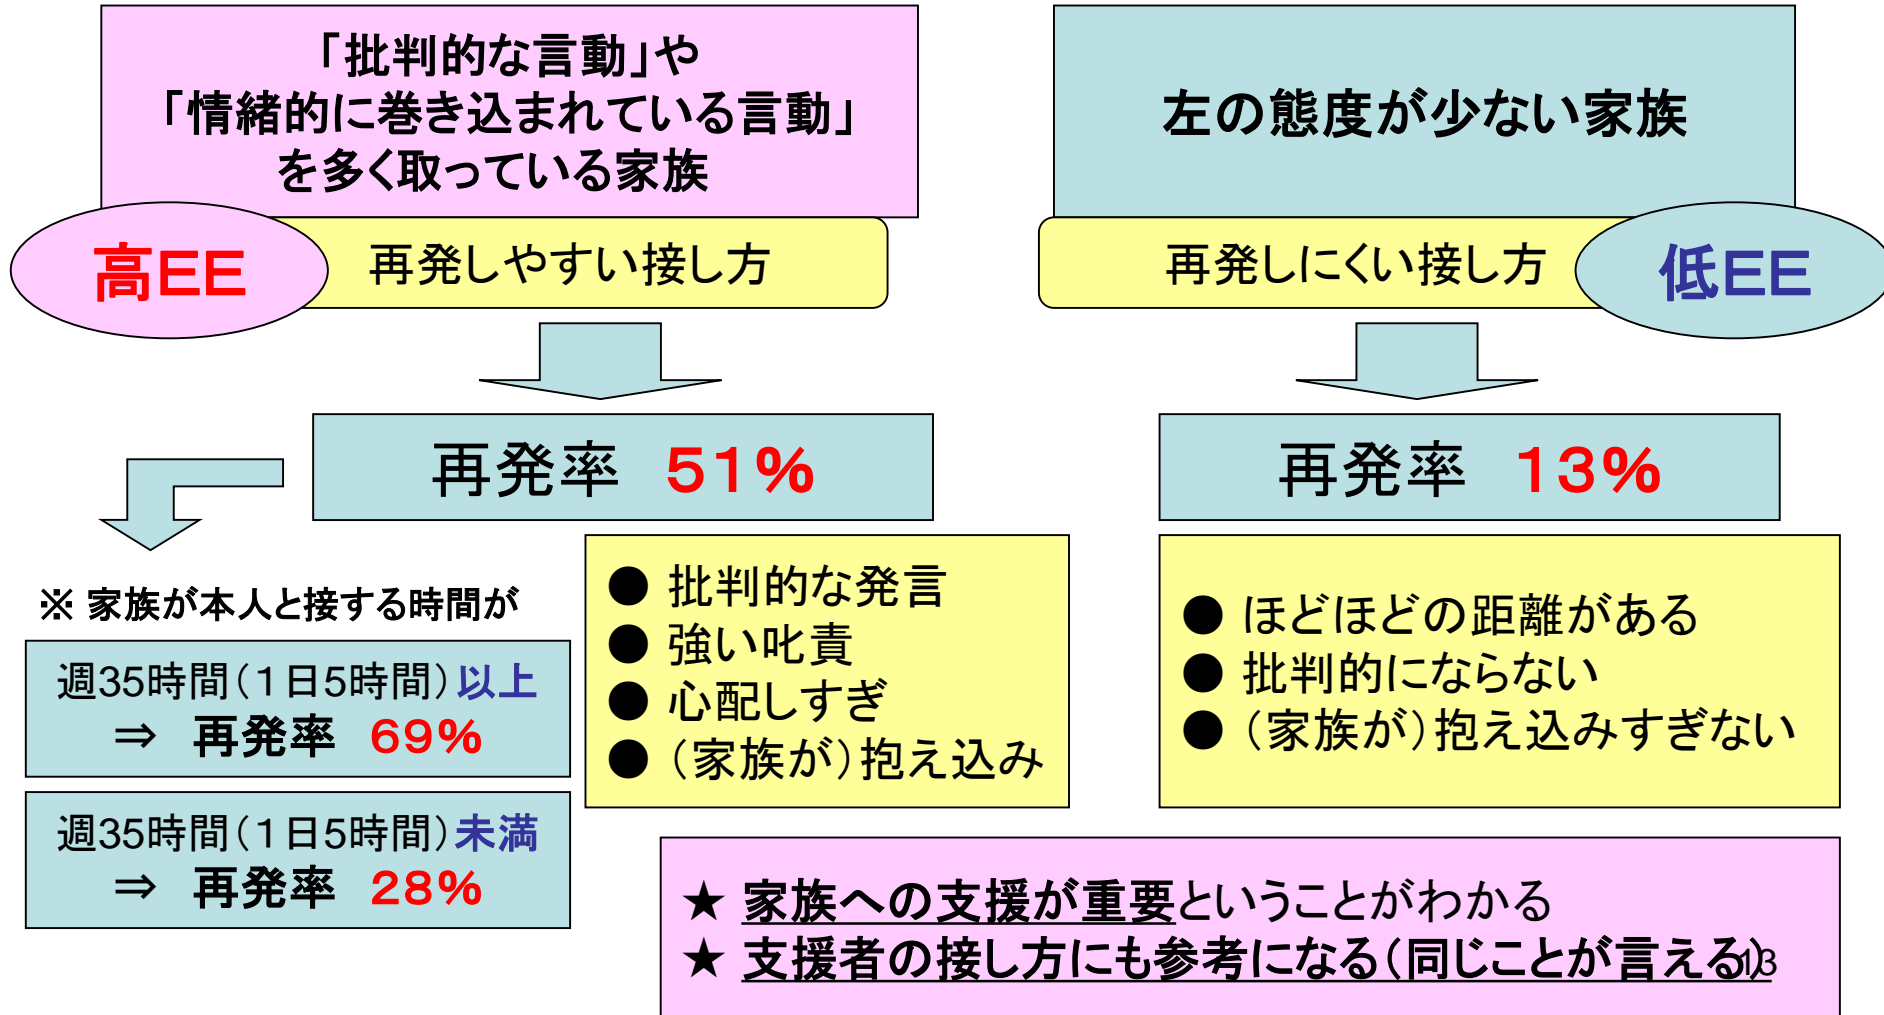 「批判的な言動」や
「情緒的に巻き込まれている言動」
を多く取っている家族
高EE
再発しやすい接し方
左の態度が少ない家族
再発しにくい接し方
低EE
再発率　51%
再発率　13%
※ 家族が本人と接する時間が
週35時間（1日5時間）以上
⇒　再発率　69%
週35時間（1日5時間）未満
⇒　再発率　28%
● 批判的な発言
● 強い叱責
● 心配しすぎ
● （家族が）抱え込み
● ほどほどの距離がある
● 批判的にならない
● （家族が）抱え込みすぎない
★ 家族への支援が重要ということがわかる
★ 支援者の接し方にも参考になる（同じことが言える）
13